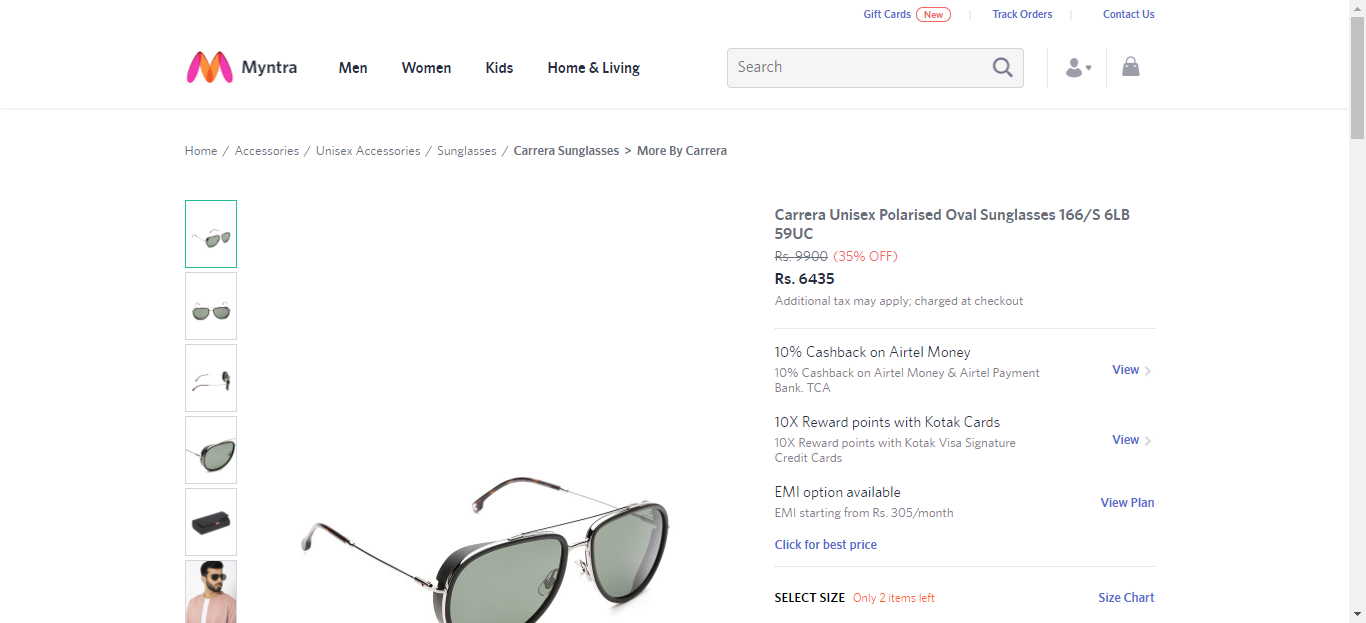 Gift Cards New Track Orders Contact Us
Myntra Men Women Kids Home & Living Search
Home / Accessories / Unisex Accessories / Sunglasses / Carrera Sunglasses > More By Carrera
Carrera Unisex Polarised Oval Sunglasses 166/S 6LB
59UC
Rs. 9900 (35% OFF)
Rs. 6435
Additional tax may apply; charged at checkout
10% Cashback on Airtel Money
10% Cashback on Airtel Money & Airtel Payment
Bank. TCA
View
10X Reward points with Kotak Cards
10X Reward points with Kotak Visa Signature
Credit Cards
View
EMI option available
EMI starting from Rs. 305/month
View Plan
Click for best price
SELECT SIZE Only 2 items left Size Chart